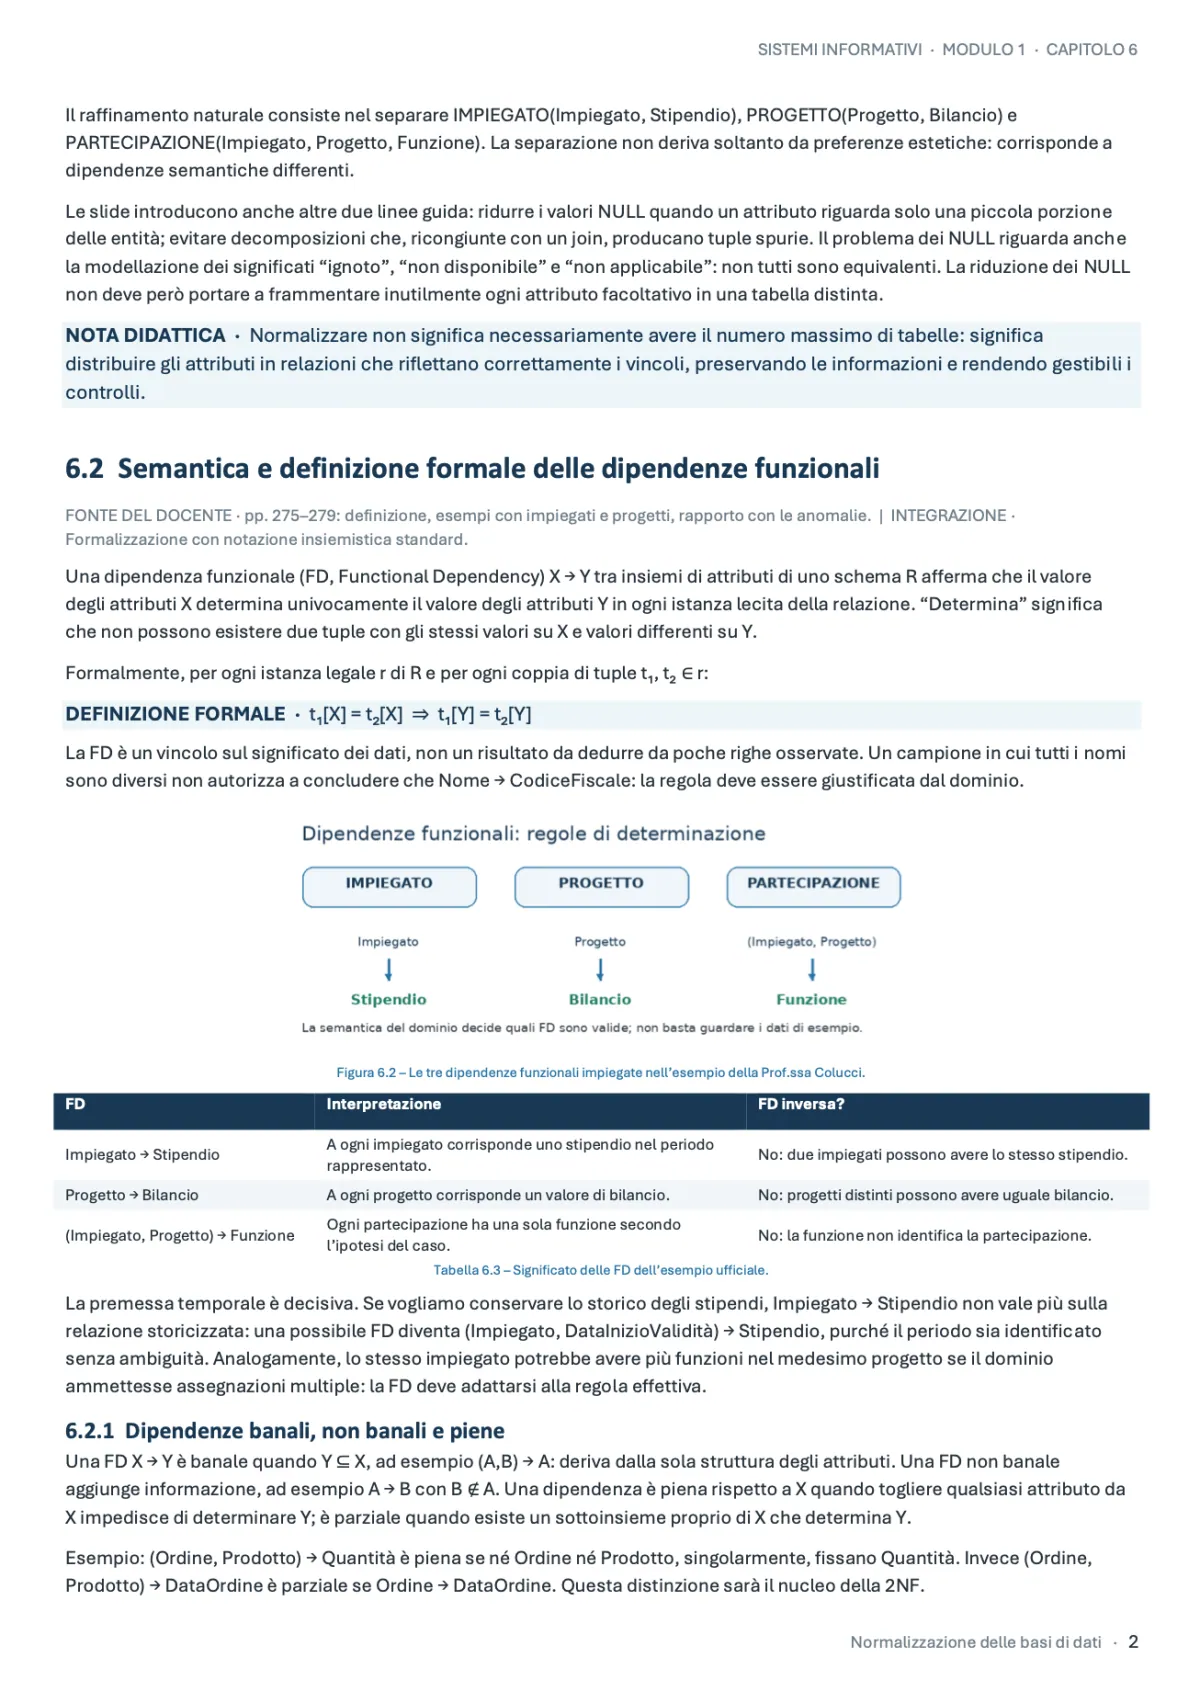 SISTEMI INFORMATIVI · MODULO 1 · CAPITOLO 6
Il raffinamento naturale consiste nel separare IMPIEGATO(Impiegato, Stipendio), PROGETTO(Progetto, Bilancio) e
PARTECIPAZIONE(Impiegato, Progetto, Funzione). La separazione non deriva soltanto da preferenze estetiche: corrisponde a
dipendenze semantiche differenti.
Le slide introducono anche altre due linee guida: ridurre i valori NULL quando un attributo riguarda solo una piccola porzione
delle entità; evitare decomposizioni che, ricongiunte con un join, producano tuple spurie. Il problema dei NULL riguarda anche
la modellazione dei significati “ignoto”, “non disponibile” e “non applicabile”: non tutti sono equivalenti. La riduzione dei NULL
non deve però portare a frammentare inutilmente ogni attributo facoltativo in una tabella distinta.
NOTA DIDATTICA · Normalizzare non significa necessariamente avere il numero massimo di tabelle: significa
distribuire gli attributi in relazioni che riflettano correttamente i vincoli, preservando le informazioni e rendendo gestibili i
controlli.
6.2 Semantica e definizione formale delle dipendenze funzionali
FONTE DEL DOCENTE · pp. 275–279: definizione, esempi con impiegati e progetti, rapporto con le anomalie. | INTEGRAZIONE ·
Formalizzazione con notazione insiemistica standard.
Una dipendenza funzionale (FD, Functional Dependency) X → Y tra insiemi di attributi di uno schema R afferma che il valore
degli attributi X determina univocamente il valore degli attributi Y in ogni istanza lecita della relazione. “Determina” significa
che non possono esistere due tuple con gli stessi valori su X e valori differenti su Y.
Formalmente, per ogni istanza legale r di R e per ogni coppia di tuple t₁, t₂ ∈ r:
DEFINIZIONE FORMALE · t₁[X] = t₂[X] ⇒ t₁[Y] = t₂[Y]
La FD è un vincolo sul significato dei dati, non un risultato da dedurre da poche righe osservate. Un campione in cui tutti i nomi
sono diversi non autorizza a concludere che Nome → CodiceFiscale: la regola deve essere giustificata dal dominio.
Dipendenze funzionali: regole di determinazione
IMPIEGATO PROGETTO PARTECIPAZIONE
Impiegato Progetto (Impiegato, Progetto)
↓ ↓ ↓
Stipendio Bilancio Funzione
La semantica del dominio decide quali FD sono valide; non basta guardare i dati di esempio.
Figura 6.2 – Le tre dipendenze funzionali impiegate nell’esempio della Prof.ssa Colucci.
FD Interpretazione FD inversa?
Impiegato → Stipendio A ogni impiegato corrisponde uno stipendio nel periodo
rappresentato. No: due impiegati possono avere lo stesso stipendio.
Progetto → Bilancio A ogni progetto corrisponde un valore di bilancio. No: progetti distinti possono avere uguale bilancio.
(Impiegato, Progetto) → Funzione Ogni partecipazione ha una sola funzione secondo
l’ipotesi del caso. No: la funzione non identifica la partecipazione.
Tabella 6.3 – Significato delle FD dell’esempio ufficiale.
La premessa temporale è decisiva. Se vogliamo conservare lo storico degli stipendi, Impiegato → Stipendio non vale più sulla
relazione storicizzata: una possibile FD diventa (Impiegato, DataInizioValidità) → Stipendio, purché il periodo sia identificato
senza ambiguità. Analogamente, lo stesso impiegato potrebbe avere più funzioni nel medesimo progetto se il dominio
ammettesse assegnazioni multiple: la FD deve adattarsi alla regola effettiva.
6.2.1 Dipendenze banali, non banali e piene
Una FD X → Y è banale quando Y ⊆ X, ad esempio (A,B) → A: deriva dalla sola struttura degli attributi. Una FD non banale
aggiunge informazione, ad esempio A → B con B ∉ A. Una dipendenza è piena rispetto a X quando togliere qualsiasi attributo da
X impedisce di determinare Y; è parziale quando esiste un sottoinsieme proprio di X che determina Y.
Esempio: (Ordine, Prodotto) → Quantità è piena se né Ordine né Prodotto, singolarmente, fissano Quantità. Invece (Ordine,
Prodotto) → DataOrdine è parziale se Ordine → DataOrdine. Questa distinzione sarà il nucleo della 2NF.
Normalizzazione delle basi di dati · 2